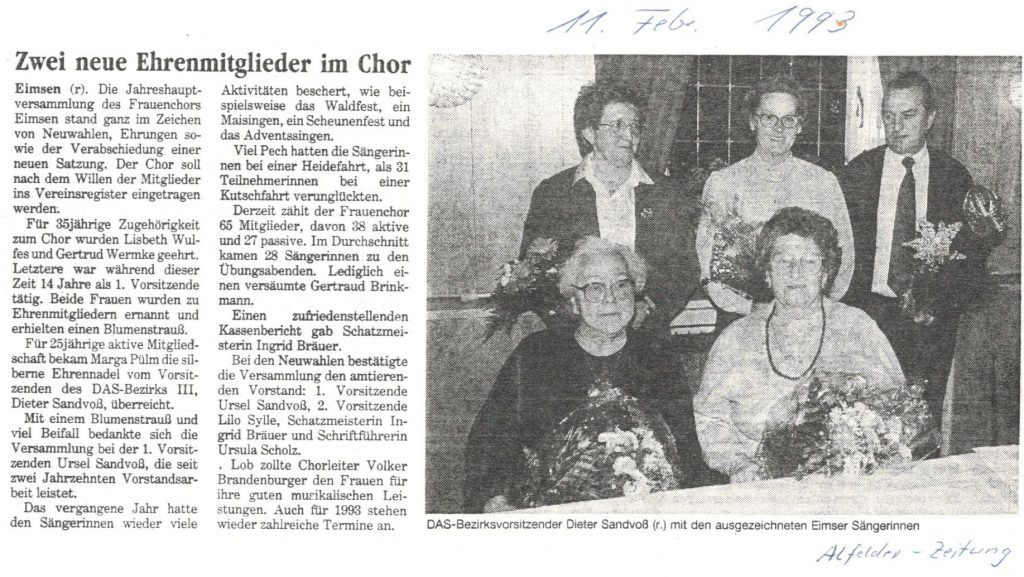 11. Febr. 1993
Zwei neue Ehrenmitglieder im Chor
Eimsen (r). Die Jahreshaupt-
versammlung des Frauenchors
Eimsen stand ganz im Zeichen
von Neuwahlen, Ehrungen so-
wie der Verabschiedung einer
neuen Satzung. Der Chor soll
nach dem Willen der Mitglieder
ins Vereinsregister eingetragen
werden.
Für 35jährige Zugehörigkeit
zum Chor wurden Lisbeth Wul-
fes und Gertrud Wermke geehrt.
Letztere war während dieser
Zeit 14 Jahre als 1. Vorsitzende
tätig. Beide Frauen wurden zu
Ehrenmitgliedern ernannt und
erhielten einen Blumenstrauß.
Für 25jährige aktive Mitglied-
schaft bekam Marga Pülm die sil-
berne Ehrennadel vom Vorsit-
zenden des DAS-Bezirks III,
Dieter Sandvoß, überreicht.
Mit einem Blumenstrauß und
viel Beifall bedankte sich die
Versammlung bei der 1. Vorsit-
zenden Ursel Sandvoß, die seit
zwei Jahrzehnten Vorstandsar-
beit leistet.
Das vergangene Jahr hatte
den Sängerinnen wieder viele
Aktivitäten beschert, wie bei-
spielsweise das Waldfest, ein
Maisingen, ein Scheunenfest und
das Adventssingen.
Viel Pech hatten die Sängerin-
nen bei einer Heidefahrt, als 31
Teilnehmerinnen bei einer
Kutschfahrt verunglückten.
Derzeit zählt der Frauenchor
65 Mitglieder, davon 38 aktive
und 27 passive. Im Durchschnitt
kamen 28 Sängerinnen zu den
Übungsabenden. Lediglich ei-
nen versäumte Gertraud Brink-
mann.
Einen zufriedenstellenden
Kassenbericht gab Schatzmei-
sterin Ingrid Bräuer.
Bei den Neuwahlen bestätigte
die Versammlung den amtieren-
den Vorstand: 1. Vorsitzende
Ursel Sandvoß, 2. Vorsitzende
Lilo Sylle, Schatzmeisterin In-
grid Bräuer und Schriftführerin
Ursula Scholz.
Lob zollte Chorleiter Volker
Brandenburger den Frauen für
ihre guten murikalischen Lei-
stungen. Auch für 1993 stehen
wieder zahlreiche Termine an.
DAS-Bezirksvorsitzender Dieter Sandvoß (r.) mit den ausgezeichneten Eimser Sängerinnen
Alfelder - Zeitung